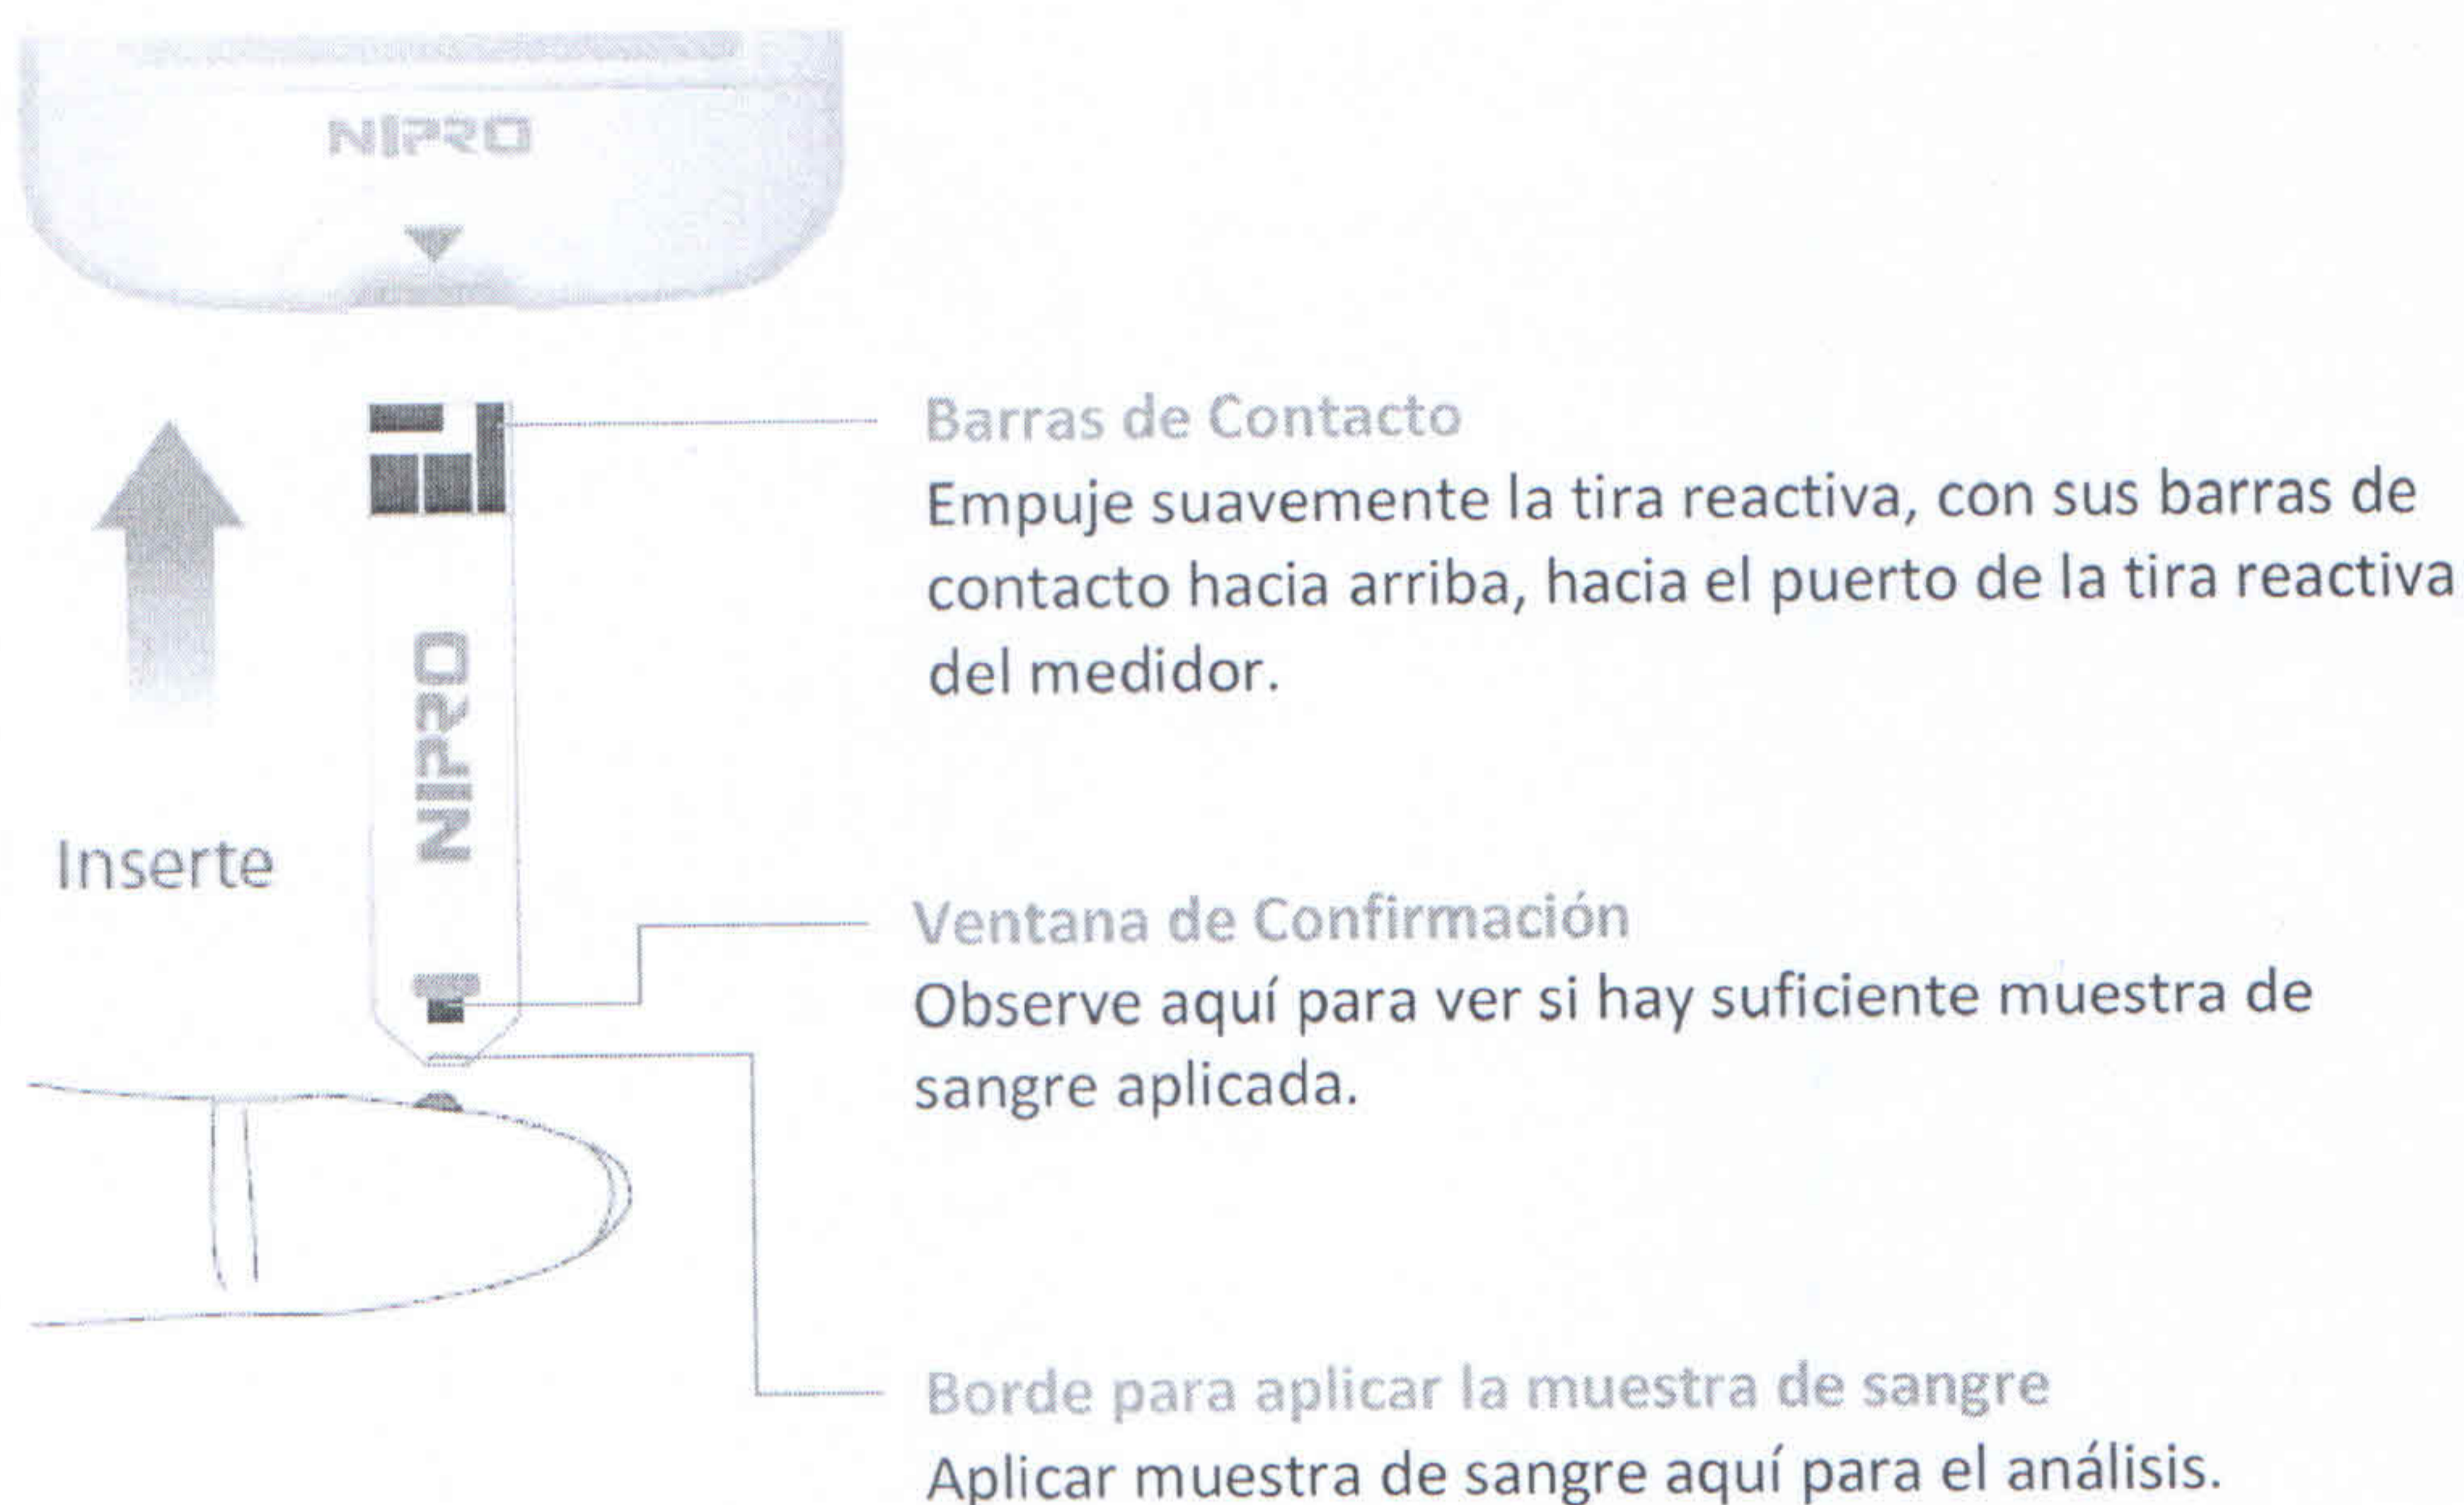 NIPRO
Barras de Contacto
Empuje suavemente la tira reactiva, con sus barras de
contacto hacia arriba, hacia el puerto de la tira reactiva
del medidor.
NIPRO
Inserte
Ventana de Confirmación
Observe aquí para ver si hay suficiente muestra de
sangre aplicada.
Borde para aplicar la muestra de sangre
Aplicar muestra de sangre aquí para el análisis.